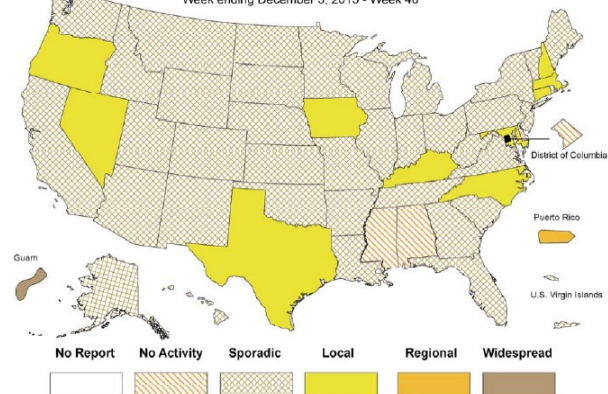 Week ending December 5, 2015 - Week 48
District of Columbia
Puerto Rico
Guam
U.S. Virgin Islands
No Report No Activity Sporadic Local Regional Widespread